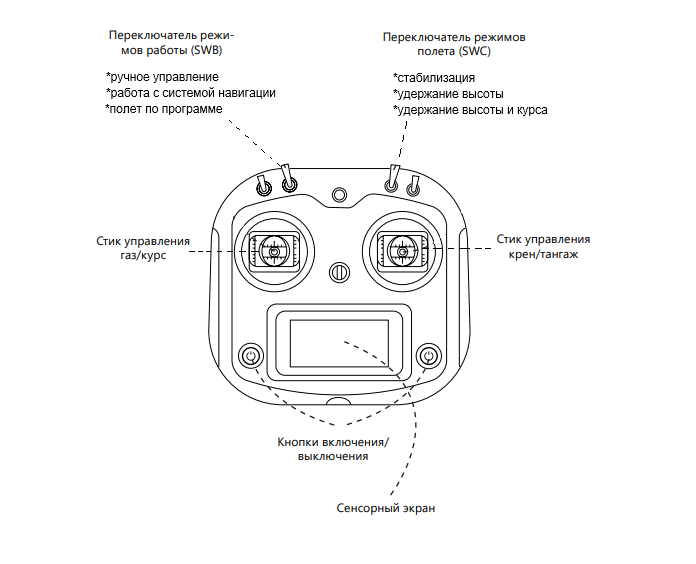 Переключатель режи-
мов работы (SWB)
*ручное управление
*работа с системой навигации
*полет по программе
Переключатель режимов
полета (SWC)
*стабилизация
*удержание высоты
*удержание высоты и курса
Стик управления
газ/курс
Стик управления
крен/тангаж
Кнопки включения/
выключения
Сенсорный экран